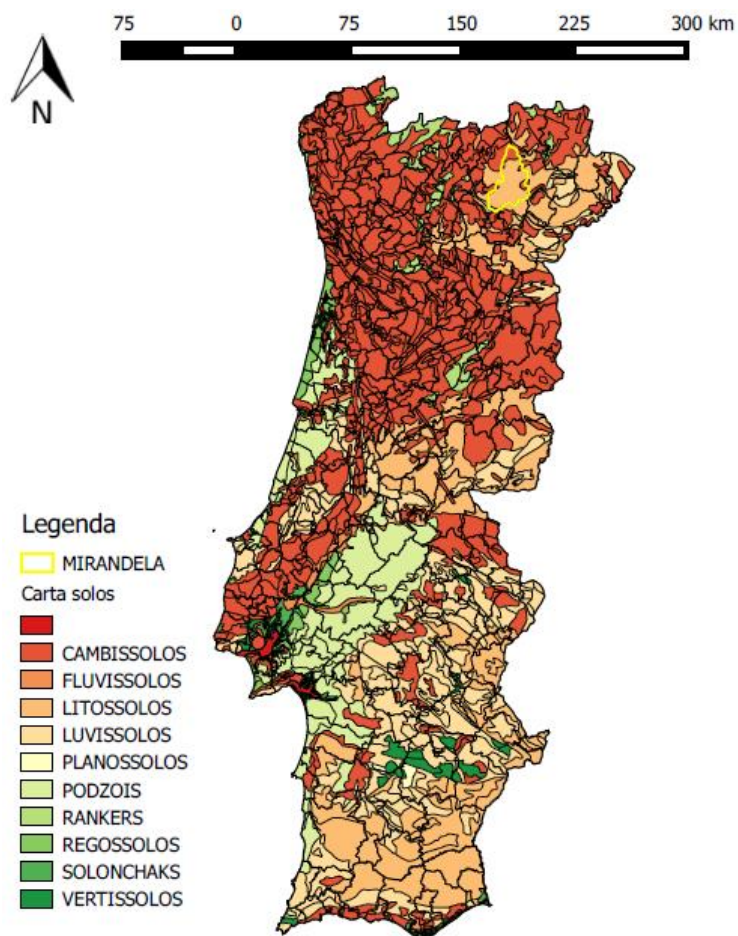 75 0 75 150 225 300 km
N
Legenda
MIRANDELA
Carta solos
CAMBISSOLOS
FLUVISSOLOS
LITOSSOLOS
LUVISSOLOS
PLANOSSOLOS
PODZOIS
RANKERS
REGOSSOLOS
SOLONCHAKS
VERTISSOLOS